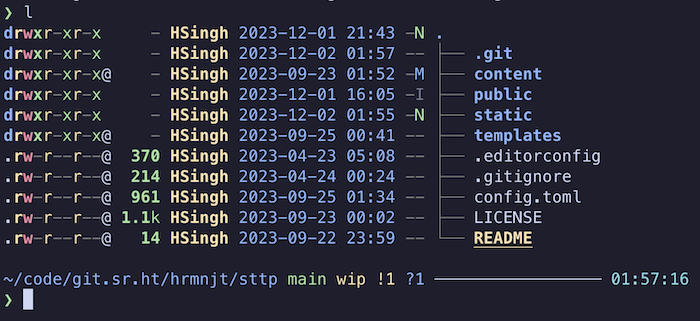 ❯ l
drwxr-xr-x    - HSingh 2023-12-01 21:43 -N .
drwxr-xr-x    - HSingh 2023-12-02 01:57 -- ├── .git
drwxr-xr-x@   - HSingh 2023-09-23 01:52 -M ├── content
drwxr-xr-x    - HSingh 2023-12-01 16:05 -I ├── public
drwxr-xr-x    - HSingh 2023-12-02 01:55 -N ├── static
drwxr-xr-x@   - HSingh 2023-09-25 00:41 -- ├── templates
.rw-r--r--@  370 HSingh 2023-04-23 05:08 -- ├── .editorconfig
.rw-r--r--@  214 HSingh 2023-04-24 00:24 -- ├── .gitignore
.rw-r--r--@  961 HSingh 2023-09-25 01:34 -- ├── config.toml
.rw-r--r--@ 1.1k HSingh 2023-09-23 00:02 -- ├── LICENSE
.rw-r--r--@   14 HSingh 2023-09-22 23:59 -- └── README
~/code/git.sr.ht/hrmnjt/sttp main wip !1 ?1 ─────────────── 01:57:16
❯